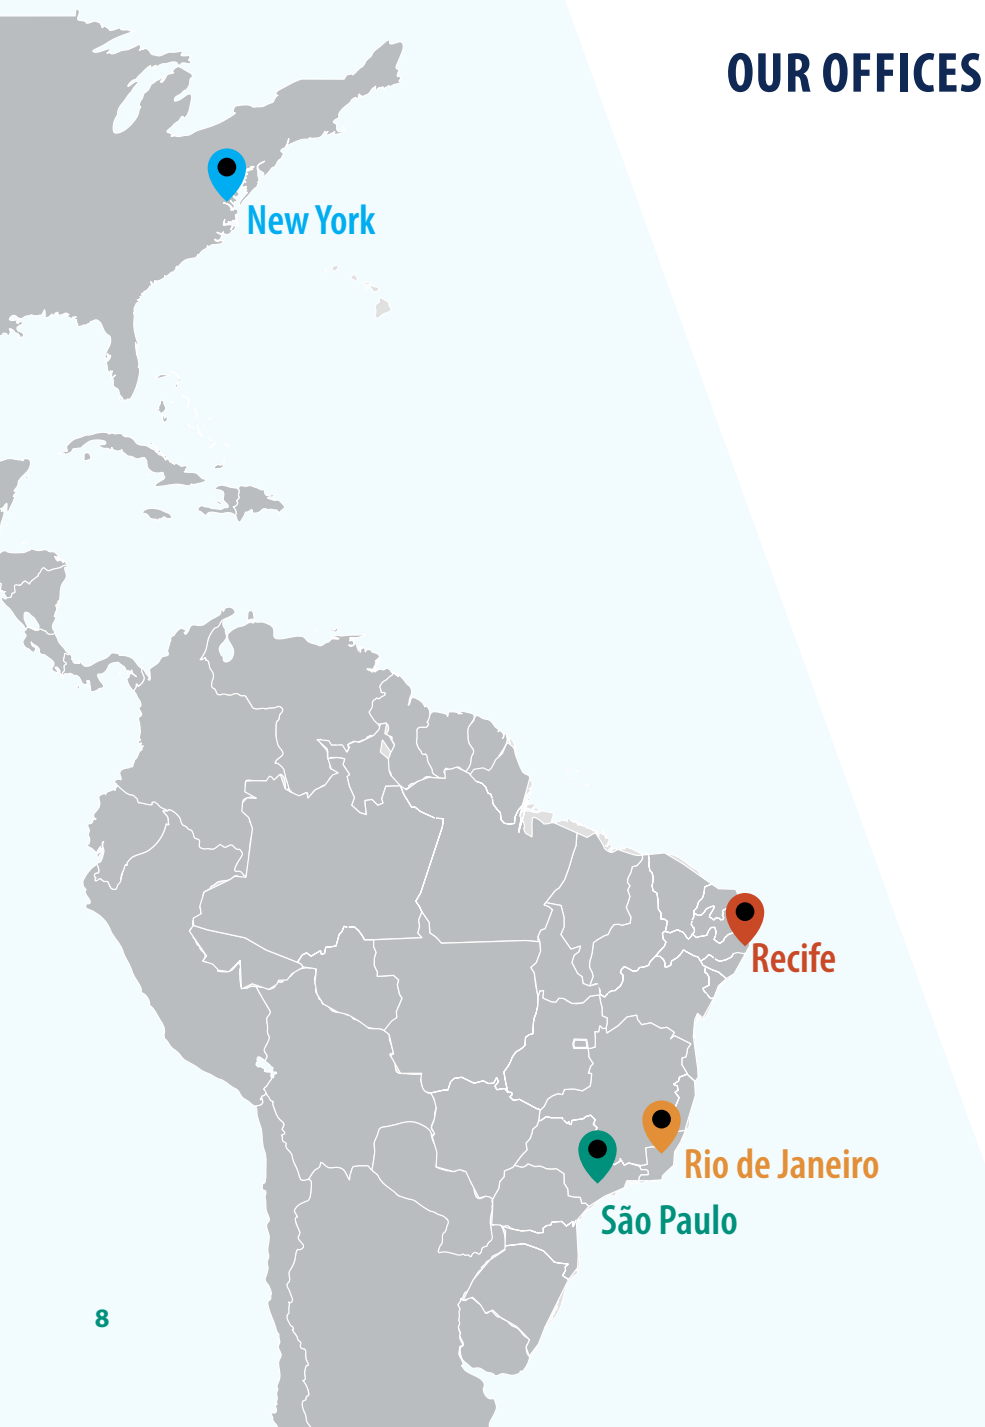 OUR OFFICES
New York
Recife
Rio de Janeiro
São Paulo
8